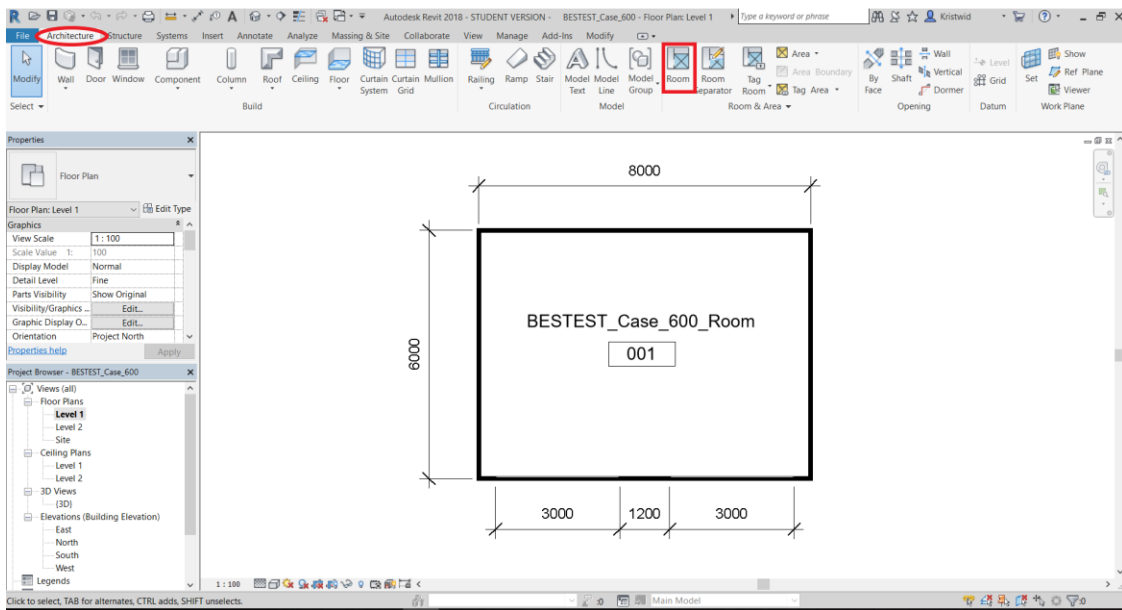 Autodesk Revit 2018 - STUDENT VERSION - BESTEST_Case_600 - Floor Plan: Level 1 Type a keyword or phrase Kristwid
File Architecture Structure Systems Insert Annotate Analyze Massing & Site Collaborate View Manage Add-Ins Modify
Modify Wall Door Window Component Column Roof Ceiling Floor Curtain System Curtain Grid Mullion Railing Ramp Stair Model Text Model Line Model Group Room Room Separator Tag Room Area Area Boundary Tag Area By Face Shaft Wall Vertical Dormer Level Grid Set Show Ref Plane Viewer
Select Build Circulation Model Room & Area Opening Datum Work Plane
Properties
Floor Plan
Floor Plan: Level 1 Edit Type
Graphics
View Scale 1 : 100
Scale Value 1: 100
Display Model Normal
Detail Level Fine
Parts Visibility Show Original
Visibility/Graphics ... Edit...
Graphic Display O... Edit...
Orientation Project North
Properties help Apply
Project Browser - BESTEST_Case_600
Views (all)
Floor Plans
Level 1
Level 2
Site
Ceiling Plans
Level 1
Level 2
3D Views
{3D}
Elevations (Building Elevation)
East
North
South
West
Legends
8000
6000
BESTEST_Case_600_Room
001
3000 1200 3000
1 : 100
Click to select, TAB for alternates, CTRL adds, SHIFT unselects. :0 Main Model :0